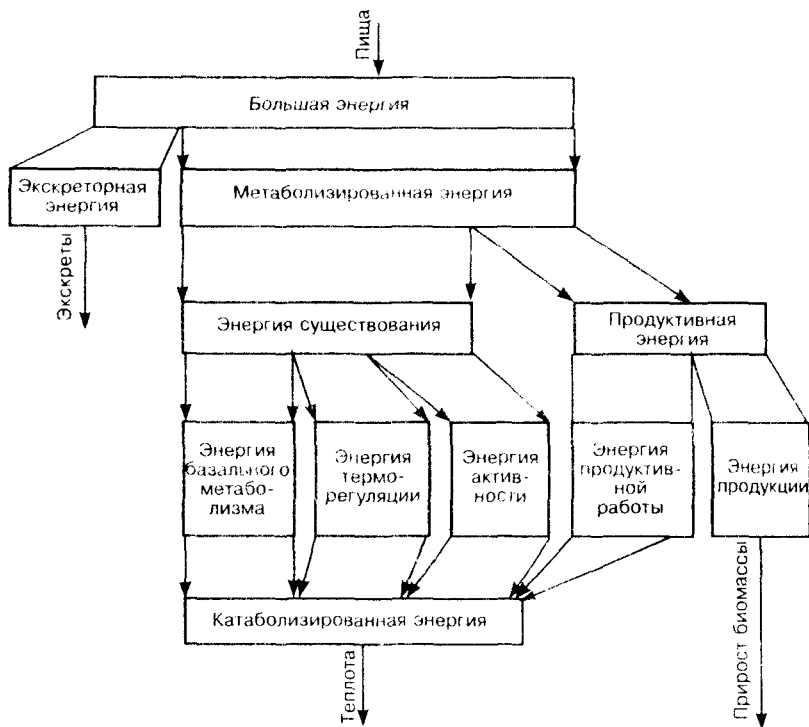 Пища
Большая энергия
Экскреторная
энергия
Метаболизированная энергия
Экскреты
Энергия существования
Продуктивная
энергия
Энергия
базального
метабо-
лизма
Энергия
термо-
регуляции
Энергия
актив-
ности
Энергия
продуктив-
ной
работы
Энергия
продукции
Катаболизированная энергия
Теплота
Прирост биомассы